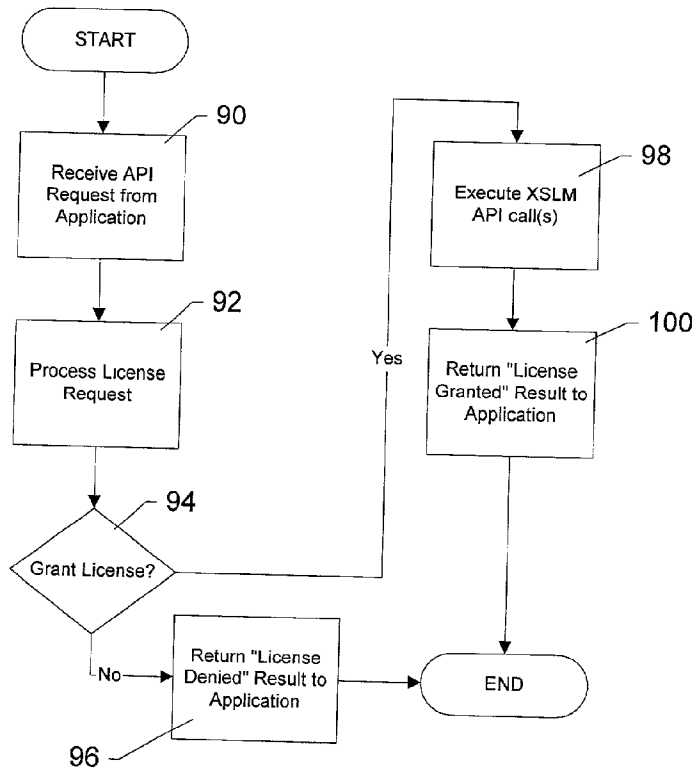 START
90
Receive API
Request from
Application
92
Process License
Request
94
Grant License?
Yes
No
98
Execute XSLM
API call(s)
100
Return "License
Granted" Result to
Application
Return "License
Denied" Result to
Application
96
END